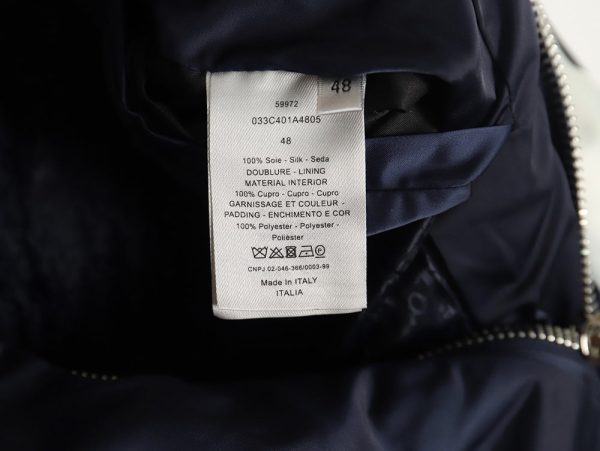 48
59972
033C401A4805
48
100% Soie - Silk - Seda
DOUBLURE - LINING
MATERIAL INTERIOR
100% Cupro - Cupro - Cupro
GARNISSAGE ET COULEUR -
PADDING - ENCHIMENTO E COR
100% Polyester - Polyester -
Poliéster
CNPJ 02-046-366/0003-99
Made In ITALY
ITALIA